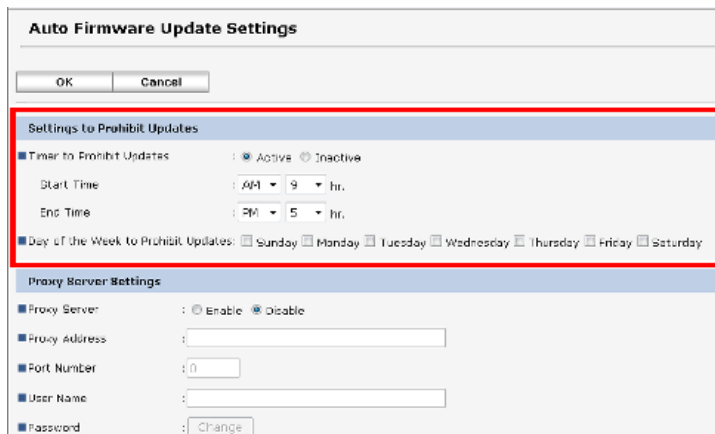 Auto Firmware Update Settings
OK Cancel
Settings to Prohibit Updates
Timer to Prohibit Updates : Active Inactive
Start Time : AM 9 hr.
End Time : PM 5 hr.
Day of the Week to Prohibit Updates: Sunday Monday Tuesday Wednesday Thursday Friday Saturday
Proxy Server Settings
Proxy Server : Enable Disable
Proxy Address :
Port Number : 0
User Name :
Password : Change